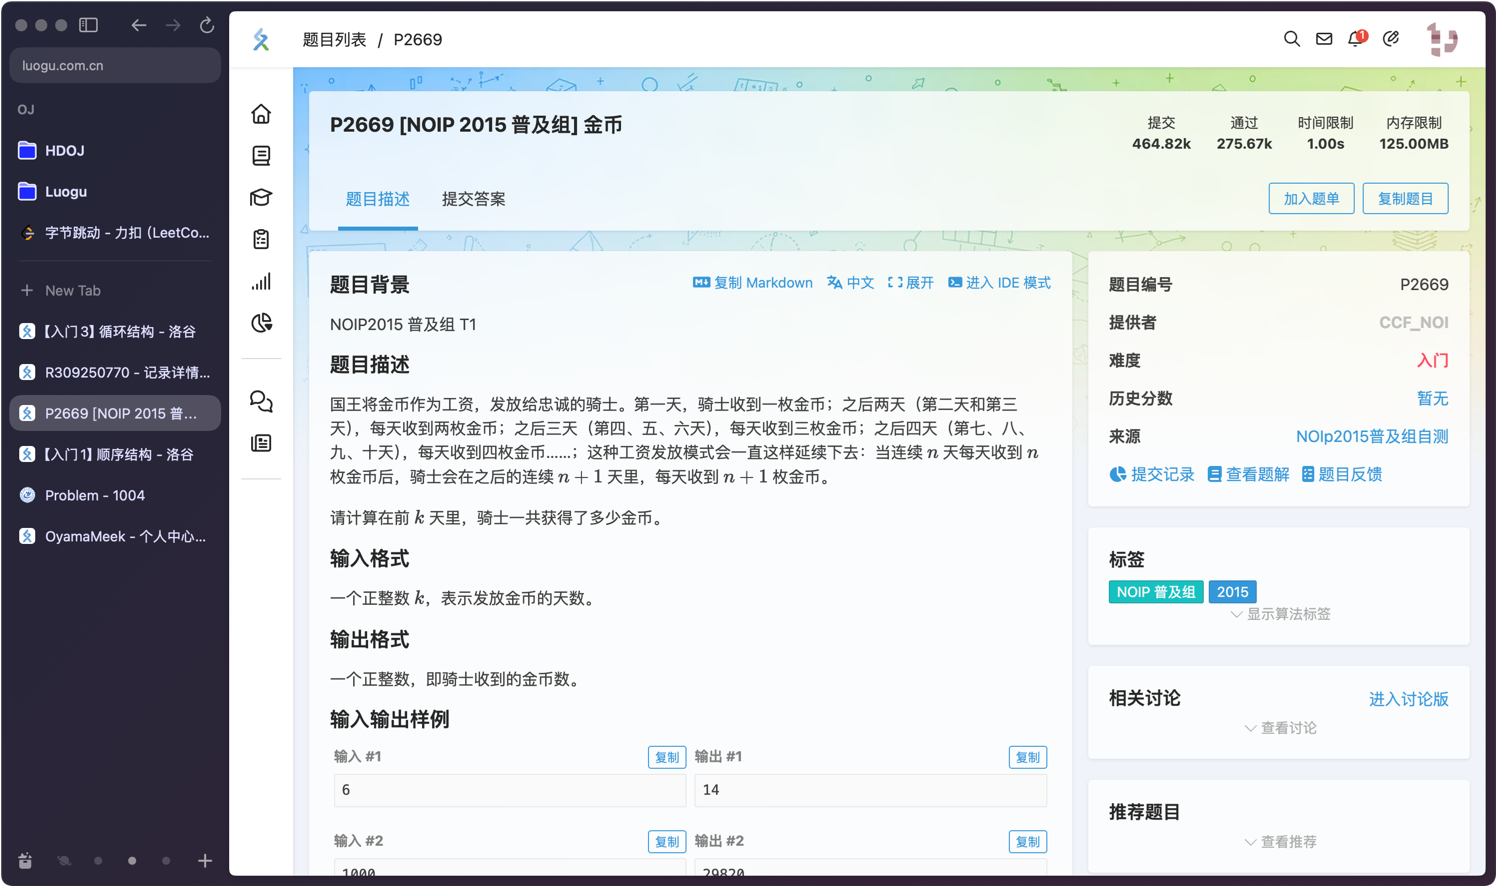 luogu.com.cn
OJ
HDOJ
Luogu
字节跳动 - 力扣 (LeetCo...
New Tab
【入门3】循环结构 - 洛谷
R309250770 - 记录详情...
P2669 [NOIP 2015 普...
【入门1】顺序结构 - 洛谷
Problem - 1004
OyamaMeek - 个人中心...
题目列表 / P2669
1
P2669 [NOIP 2015 普及组] 金币
提交 通过 时间限制 内存限制
464.82k 275.67k 1.00s 125.00MB
题目描述 提交答案
加入题单 复制题目
题目背景
复制 Markdown 中文 展开 进入 IDE 模式
NOIP2015 普及组 T1
题目描述
国王将金币作为工资，发放给忠诚的骑士。第一天，骑士收到一枚金币；之后两天（第二天和第三
天），每天收到两枚金币；之后三天（第四、五、六天），每天收到三枚金币；之后四天（第七、八、
九、十天），每天收到四枚金币……；这种工资发放模式会一直这样延续下去：当连续 n 天每天收到 n
枚金币后，骑士会在之后的连续 n + 1 天里，每天收到 n + 1 枚金币。
请计算在前 k 天里，骑士一共获得了多少金币。
输入格式
一个正整数 k，表示发放金币的天数。
输出格式
一个正整数，即骑士收到的金币数。
输入输出样例
输入 #1 复制 输出 #1 复制
6 14
输入 #2 复制 输出 #2 复制
1000 29820
题目编号 P2669
提供者 CCF_NOI
难度 入门
历史分数 暂无
来源 NOIp2015普及组自测
提交记录 查看题解 题目反馈
标签
NOIP 普及组 2015
显示算法标签
相关讨论 进入讨论版
查看讨论
推荐题目
查看推荐